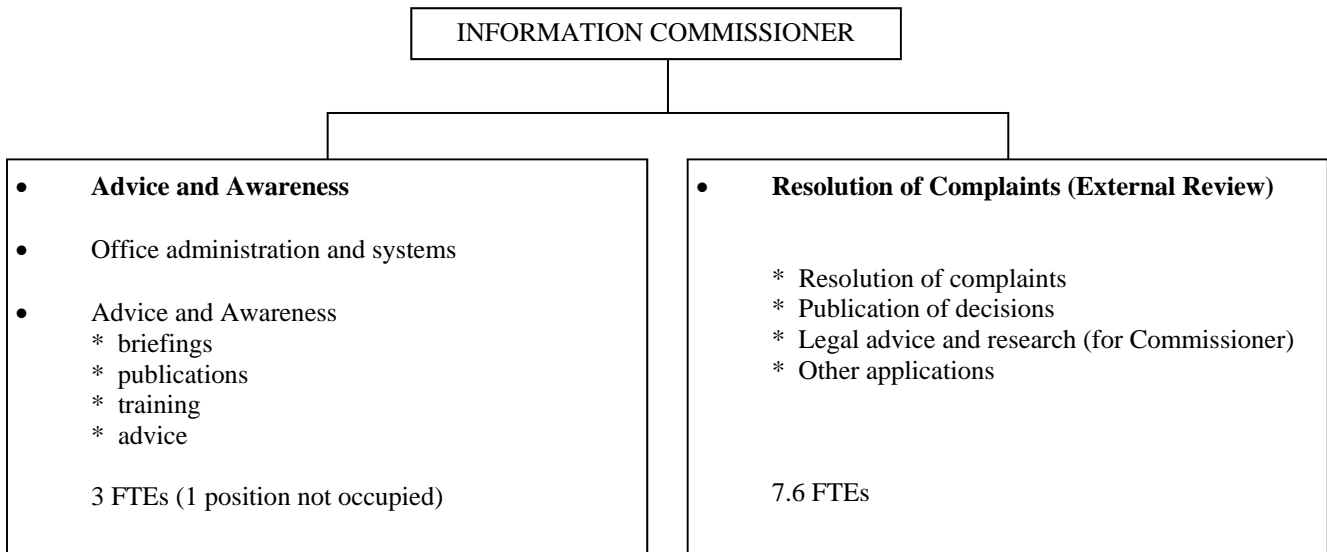 INFORMATION COMMISSIONER
• Advice and Awareness
• Office administration and systems
• Advice and Awareness
* briefings
* publications
* training
* advice
3 FTEs (1 position not occupied)
• Resolution of Complaints (External Review)
* Resolution of complaints
* Publication of decisions
* Legal advice and research (for Commissioner)
* Other applications
7.6 FTEs